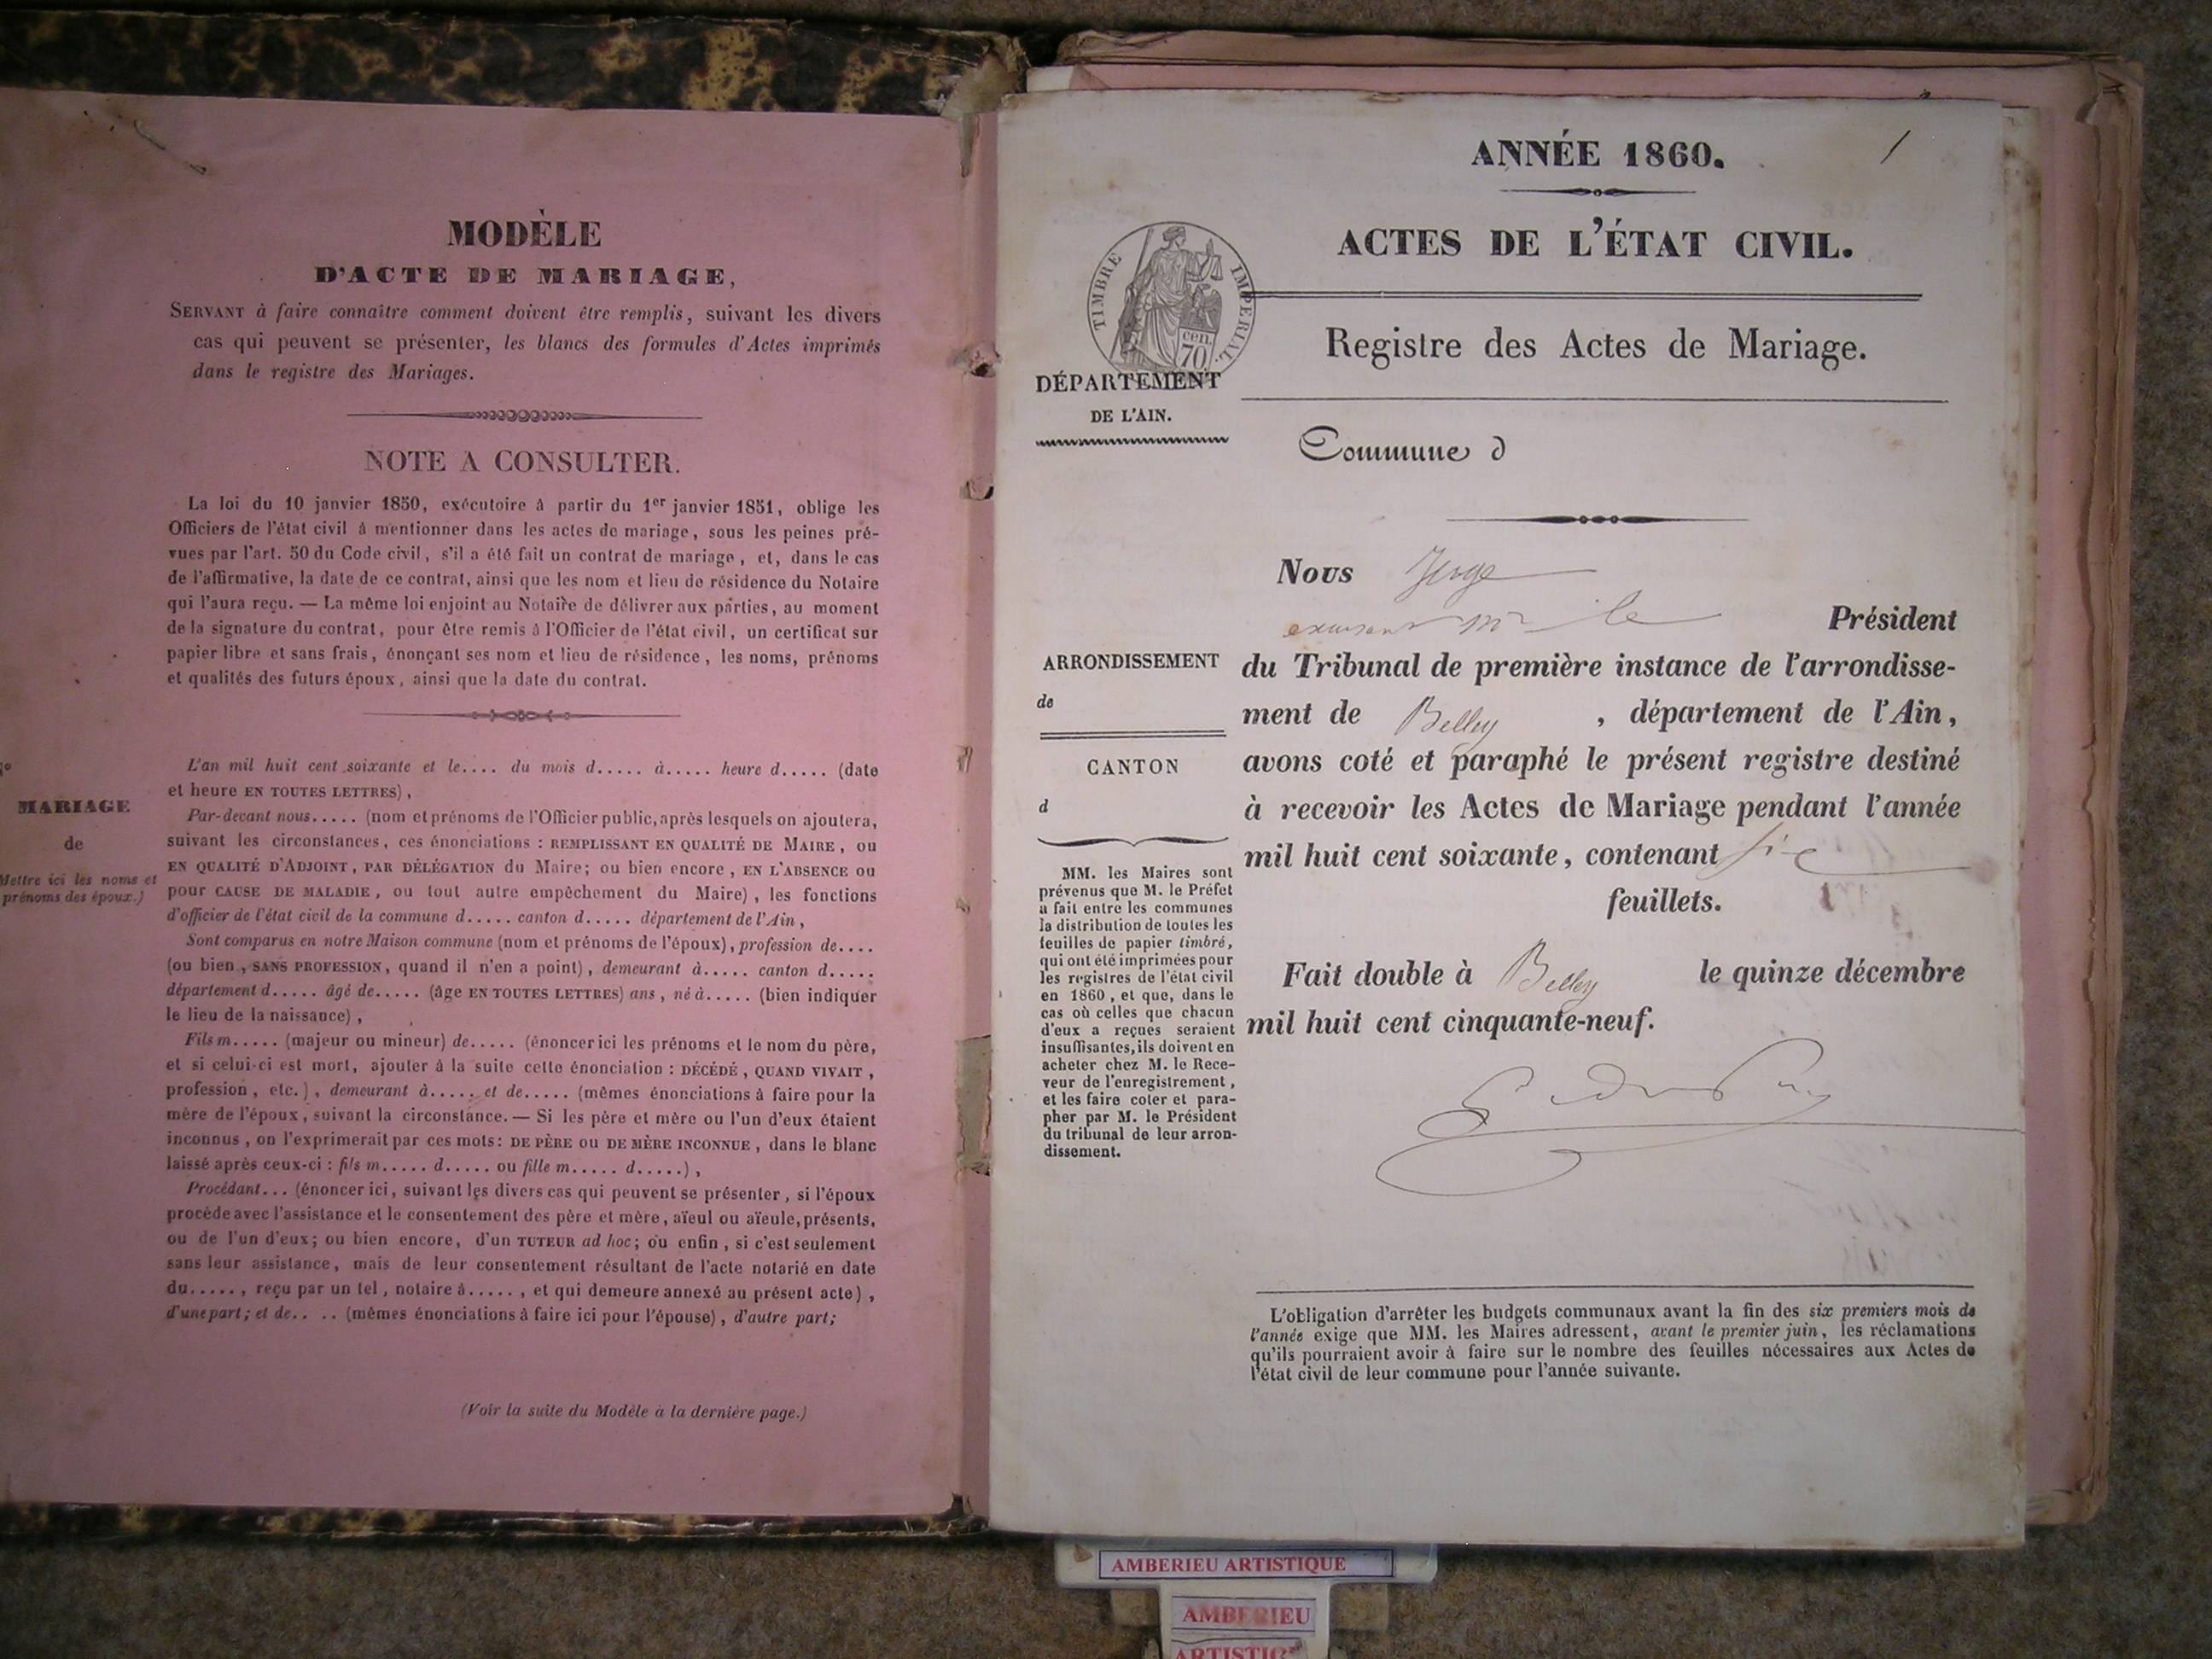 MODÈLE
D'ACTE DE MARIAGE,
SERVANT à faire connaître comment doivent être remplis, suivant les divers
cas qui peuvent se présenter, les blancs des formules d'Actes imprimés
dans le registre des Mariages.
NOTE A CONSULTER.
La loi du 10 janvier 1850, exécutoire à partir du 1er janvier 1851, oblige les
Officiers de l'état civil à mentionner dans les actes de mariage, sous les peines pré-
vues par l'art. 50 du Code civil, s'il a été fait un contrat de mariage, et, dans le cas
de l'affirmative, la date de ce contrat, ainsi que les nom et lieu de résidence du Notaire
qui l'aura reçu. — La même loi enjoint au Notaire de délivrer aux parties, au moment
de la signature du contrat, pour être remis à l'Officier de l'état civil, un certificat sur
papier libre et sans frais, énonçant ses nom et lieu de résidence, les noms, prénoms
et qualités des futurs époux, ainsi que la date du contrat.
MARIAGE
de
(Mettre ici les noms et
prénoms des époux.)
L'an mil huit cent soixante et le.... du mois d..... à..... heure d..... (date
et heure EN TOUTES LETTRES),
Par-devant nous..... (nom et prénoms de l'Officier public, après lesquels on ajoutera,
suivant les circonstances, ces énonciations : REMPLISSANT EN QUALITÉ DE MAIRE, ou
EN QUALITÉ D'ADJOINT, PAR DÉLÉGATION du Maire; ou bien encore, EN L'ABSENCE ou
pour CAUSE DE MALADIE, ou tout autre empêchement du Maire), les fonctions
d'officier de l'état civil de la commune d..... canton d..... département de l'Ain,
Sont comparus en notre Maison commune (nom et prénoms de l'époux), profession de....
(ou bien, SANS PROFESSION, quand il n'en a point), demeurant à..... canton d.....
département d..... âgé de..... (âge EN TOUTES LETTRES) ans, né à..... (bien indiquer
le lieu de la naissance),
Fils m..... (majeur ou mineur) de..... (énoncer ici les prénoms et le nom du père,
et si celui-ci est mort, ajouter à la suite cette énonciation : DÉCÉDÉ, QUAND VIVAIT,
profession, etc.), demeurant à..... et de..... (mêmes énonciations à faire pour la
mère de l'époux, suivant la circonstance. — Si les père et mère ou l'un d'eux étaient
inconnus, on l'exprimerait par ces mots: DE PÈRE ou DE MÈRE INCONNUE, dans le blanc
laissé après ceux-ci : fils m..... d..... ou fille m..... d.....),
Procédant... (énoncer ici, suivant les divers cas qui peuvent se présenter, si l'époux
procède avec l'assistance et le consentement des père et mère, aïeul ou aïeule, présents,
ou de l'un d'eux; ou bien encore, d'un TUTEUR ad hoc; ou enfin, si c'est seulement
sans leur assistance, mais de leur consentement résultant de l'acte notarié en date
du....., reçu par un tel, notaire à....., et qui demeure annexé au présent acte),
d'une part; et de.. .. (mêmes énonciations à faire ici pour l'épouse), d'autre part;
(Voir la suite du Modèle à la dernière page.)
1
ANNÉE 1860.
ACTES DE L'ÉTAT CIVIL.
TIMBRE IMPÉRIAL.
cen.
70
Registre des Actes de Mariage.
DÉPARTEMENT
DE L'AIN.
Commune d
ARRONDISSEMENT
de
CANTON
d
MM. les Maires sont
prévenus que M. le Préfet
a fait entre les communes
la distribution de toutes les
feuilles de papier timbré,
qui ont été imprimées pour
les registres de l'état civil
en 1860, et que, dans le
cas où celles que chacun
d'eux a reçues seraient
insuffisantes, ils doivent en
acheter chez M. le Rece-
veur de l'enregistrement,
et les faire coter et para-
pher par M. le Président
du tribunal de leur arron-
dissement.
Nous Juge
mr le Président
du Tribunal de première instance de l'arrondisse-
ment de Belley, département de l'Ain,
avons coté et paraphé le présent registre destiné
à recevoir les Actes de Mariage pendant l'année
mil huit cent soixante, contenant six
feuillets.
Fait double à Belley le quinze décembre
mil huit cent cinquante-neuf.
L'obligation d'arrêter les budgets communaux avant la fin des six premiers mois de
l'année exige que MM. les Maires adressent, avant le premier juin, les réclamations
qu'ils pourraient avoir à faire sur le nombre des feuilles nécessaires aux Actes de
l'état civil de leur commune pour l'année suivante.
AMBERIEU ARTISTIQUE
AMBERIEU
ARTISTIQ